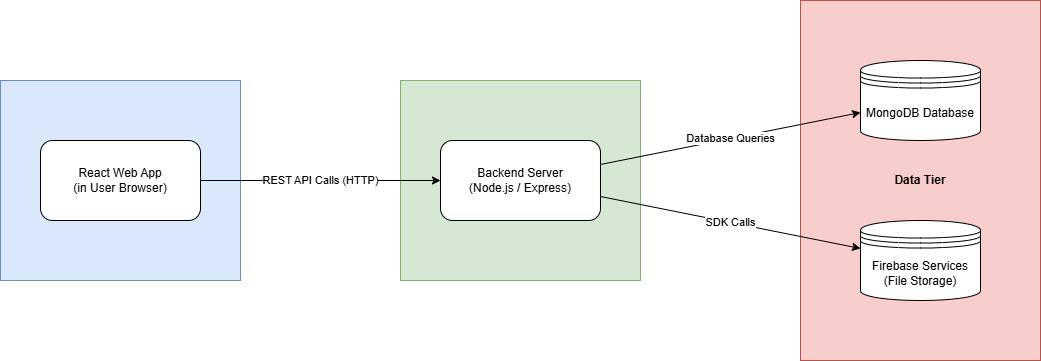 React Web App
(in User Browser)
REST API Calls (HTTP)
Backend Server
(Node.js / Express)
Database Queries
SDK Calls
MongoDB Database
Data Tier
Firebase Services
(File Storage)